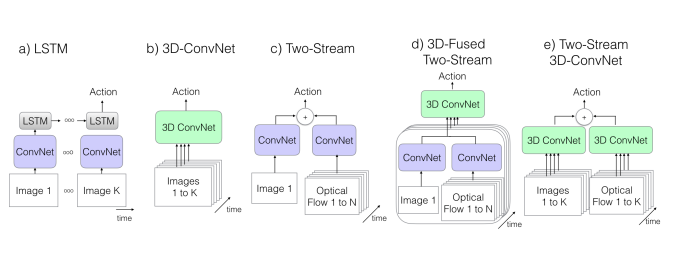 a) LSTM
Action
LSTM
ooo
LSTM
ConvNet
ooo
ConvNet
Image 1
ooo
Image K
time
b) 3D-ConvNet
Action
3D ConvNet
Images
1 to K
time
c) Two-Stream
Action
+
ConvNet
ConvNet
Image 1
Optical
Flow 1 to N
time
d) 3D-Fused
Two-Stream
Action
3D ConvNet
ConvNet
ConvNet
Image 1
Optical
Flow 1 to N
time
e) Two-Stream
3D-ConvNet
Action
+
3D ConvNet
3D ConvNet
Images
1 to K
Optical
Flow 1 to K
time